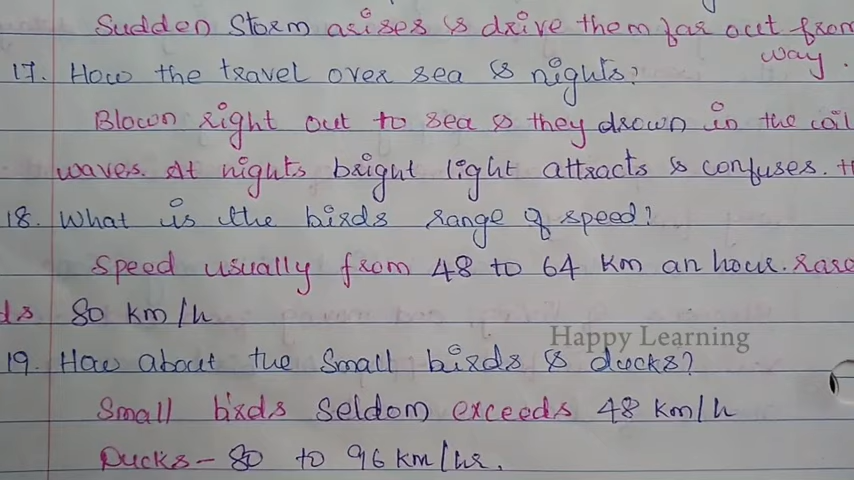 Sudden Storm arises & drive them far out from
way.
17. How the travel over sea & nights?
Blown right out to sea & they drown in the
waves. At nights bright light attracts & confuses.
18. What is the birds range of speed?
Speed usually from 48 to 64 Km an hour.
80 km/h
Happy Learning
19. How about the Small birds & ducks?
Small birds Seldom exceeds 48 km/h
Ducks - 80 to 96 km/hr.